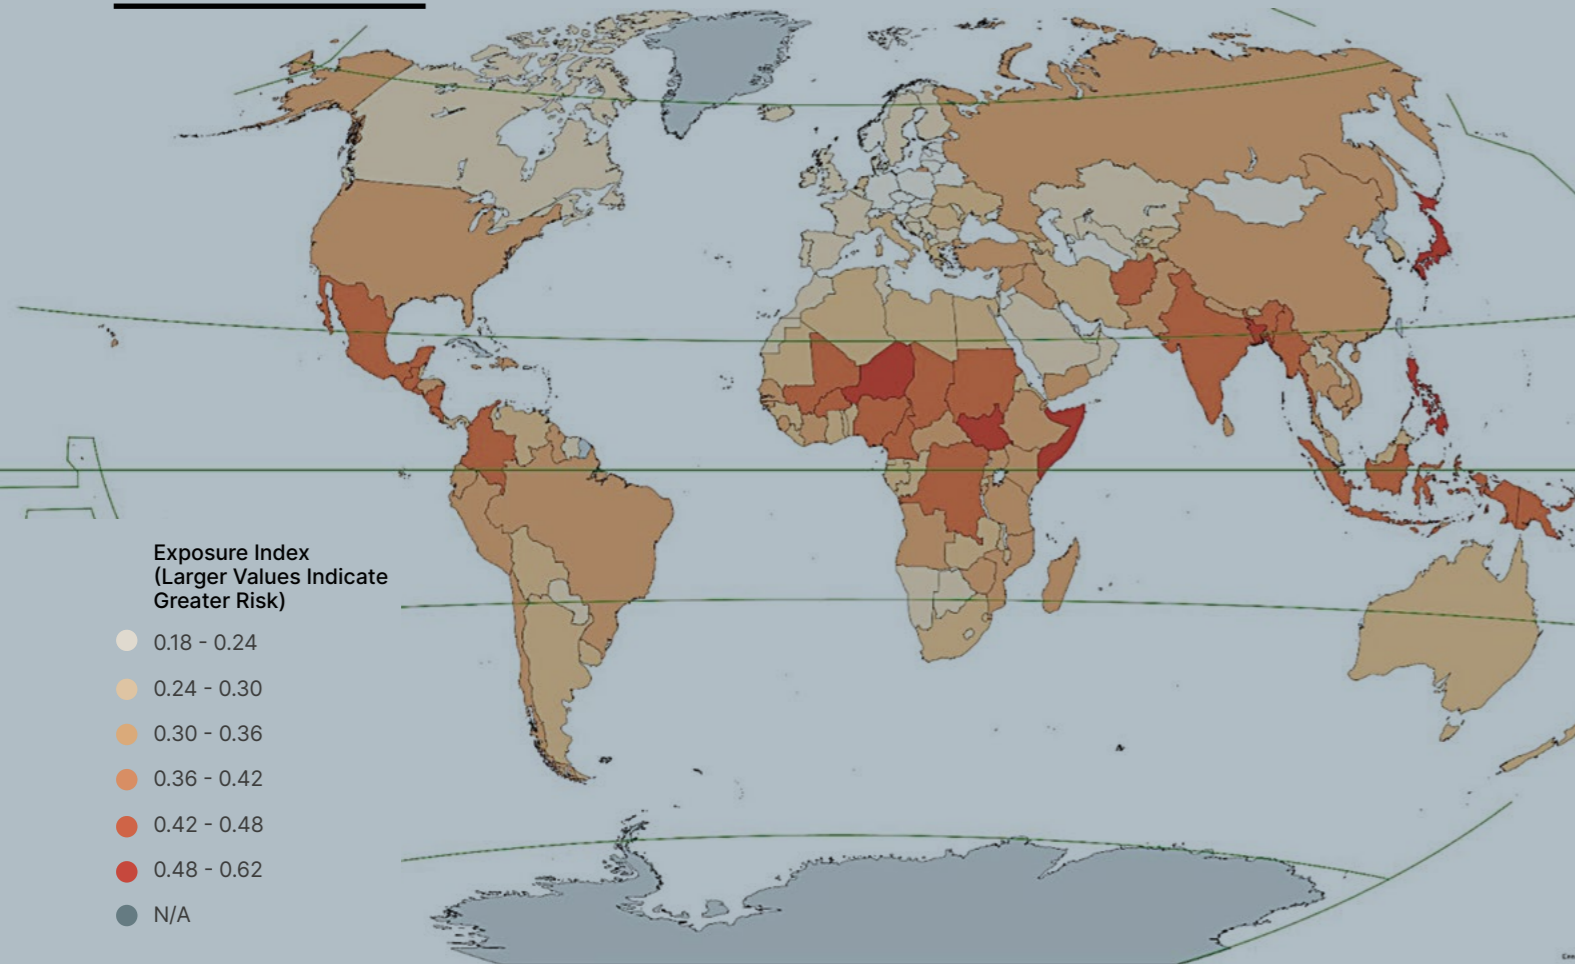 Exposure Index
(Larger Values Indicate
Greater Risk)
0.18 - 0.24
0.24 - 0.30
0.30 - 0.36
0.36 - 0.42
0.42 - 0.48
0.48 - 0.62
N/A